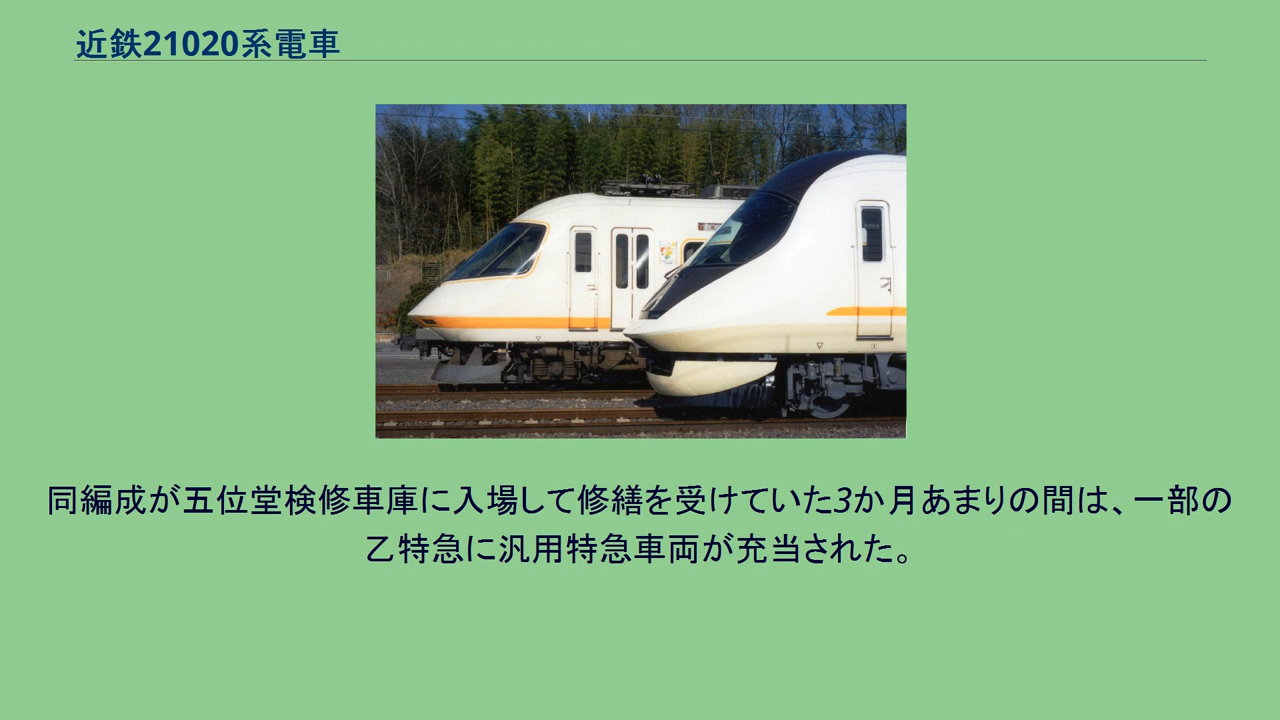 近鉄21020系電車
同編成が五位堂検修車庫に入場して修繕を受けていた3か月あまりの間は、一部の
乙特急に汎用特急車両が充当された。